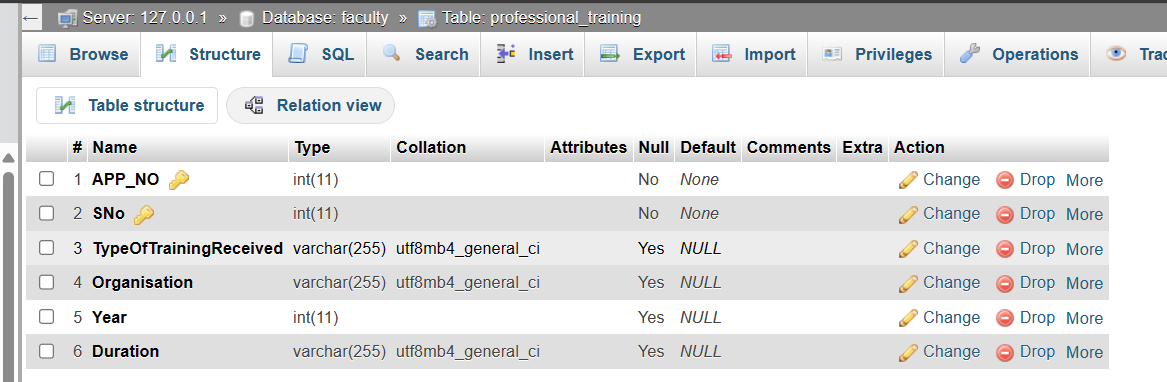 Server: 127.0.0.1 » Database: faculty » Table: professional_training
Browse Structure SQL Search Insert Export Import Privileges Operations
Table structure Relation view
# Name Type Collation Attributes Null Default Comments Extra Action
1 APP_NO int(11) No None Change Drop More
2 SNo int(11) No None Change Drop More
3 TypeOfTrainingReceived varchar(255) utf8mb4_general_ci Yes NULL Change Drop More
4 Organisation varchar(255) utf8mb4_general_ci Yes NULL Change Drop More
5 Year int(11) Yes NULL Change Drop More
6 Duration varchar(255) utf8mb4_general_ci Yes NULL Change Drop More